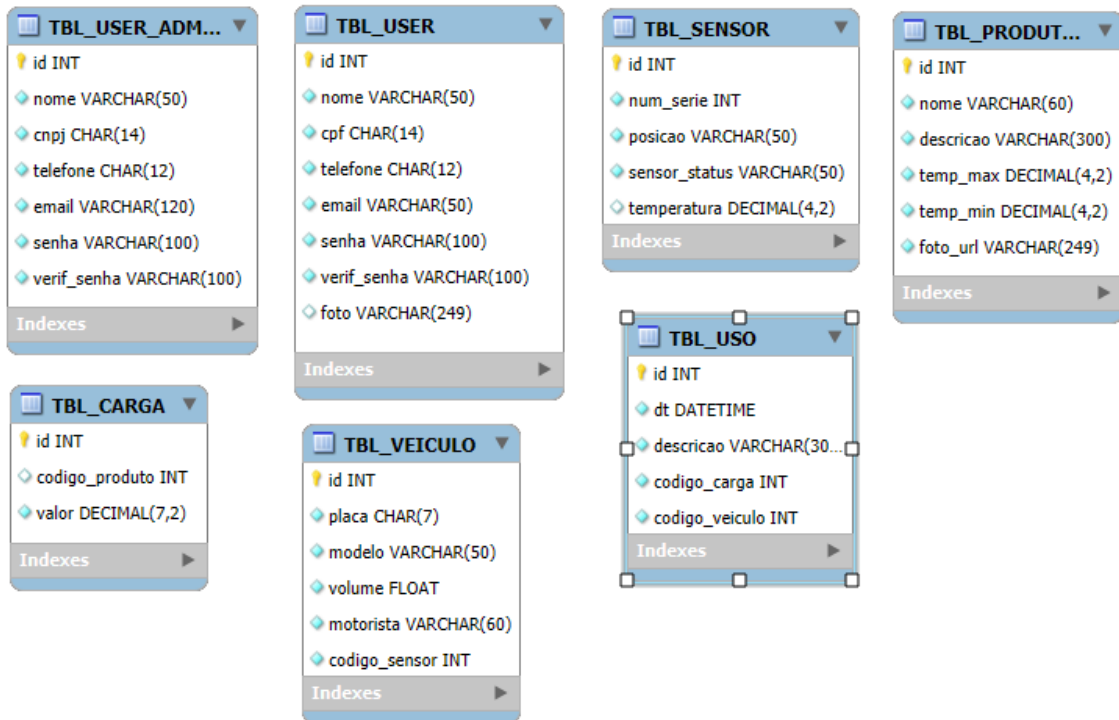 TBL_USER_ADM...
id INT
nome VARCHAR(50)
cnpj CHAR(14)
telefone CHAR(12)
email VARCHAR(120)
senha VARCHAR(100)
verif_senha VARCHAR(100)
Indexes
TBL_USER
id INT
nome VARCHAR(50)
cpf CHAR(14)
telefone CHAR(12)
email VARCHAR(50)
senha VARCHAR(100)
verif_senha VARCHAR(100)
foto VARCHAR(249)
Indexes
TBL_SENSOR
id INT
num_serie INT
posicao VARCHAR(50)
sensor_status VARCHAR(50)
temperatura DECIMAL(4,2)
Indexes
TBL_PRODUT...
id INT
nome VARCHAR(60)
descricao VARCHAR(300)
temp_max DECIMAL(4,2)
temp_min DECIMAL(4,2)
foto_url VARCHAR(249)
Indexes
TBL_CARGA
id INT
codigo_produto INT
valor DECIMAL(7,2)
Indexes
TBL_VEICULO
id INT
placa CHAR(7)
modelo VARCHAR(50)
volume FLOAT
motorista VARCHAR(60)
codigo_sensor INT
Indexes
TBL_USO
id INT
dt DATETIME
descricao VARCHAR(30...
codigo_carga INT
codigo_veiculo INT
Indexes